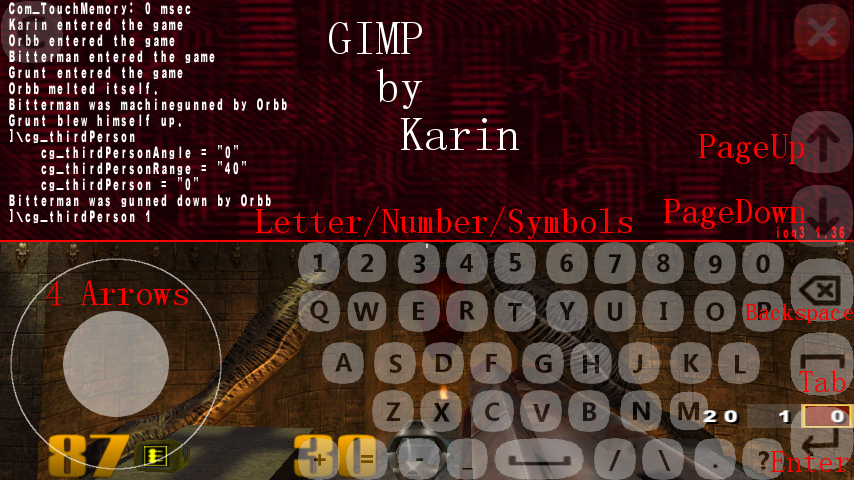 Com_TouchMemory: 0 msec
Karin entered the game
Orbb entered the game
Bitterman entered the game
Grunt entered the game
Orbb melted itself.
Bitterman was machinegunned by Orbb
Grunt blew himself up.
]\cg_thirdPerson
cg_thirdPersonAngle = "0"
cg_thirdPersonRange = "40"
cg_thirdPerson = "0"
Bitterman was gunned down by Orbb
]\cg_thirdPerson 1
GIMP
by
Karin
PageUp
PageDown
ion3 1.36
Letter/Number/Symbols
4 Arrows
1 2 3 4 5 6 7 8 9 0
Q W E R T Y U I O P
Backspace
A S D F G H J K L
Tab
Z X C V B N M
20 1 0
87 30
+ = - _ / \ . ?
Enter